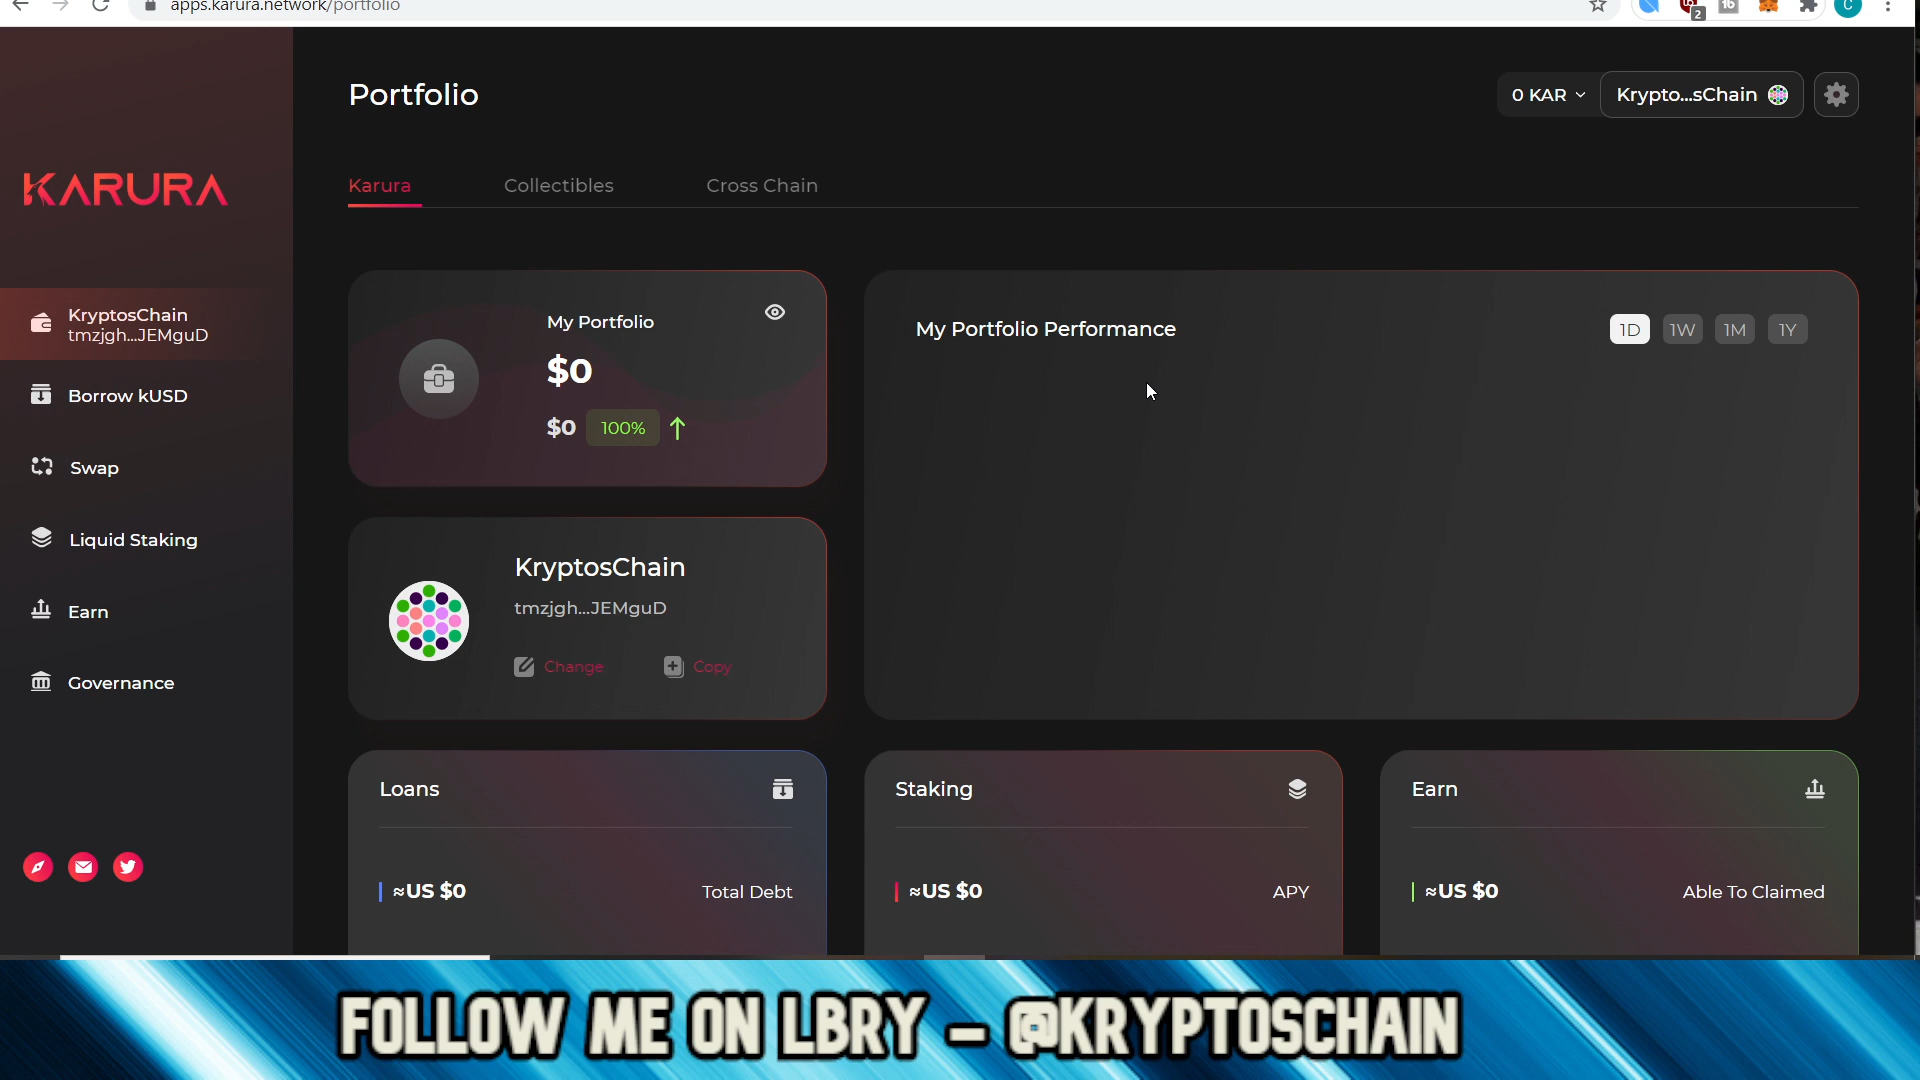 apps.karura.network/portfolio
2
C
Portfolio
0 KAR
Krypto...sChain
KARURA
Karura
Collectibles
Cross Chain
KryptosChain
tmzjgh...JEMguD
Borrow kUSD
Swap
Liquid Staking
Earn
Governance
My Portfolio
$0
$0 100%
My Portfolio Performance
1D
1W
1M
1Y
KryptosChain
tmzjgh...JEMguD
Change
Copy
Loans
≈US $0
Total Debt
Staking
≈US $0
APY
Earn
≈US $0
Able To Claimed
FOLLOW ME ON LBRY - @KRYPTOSCHAIN